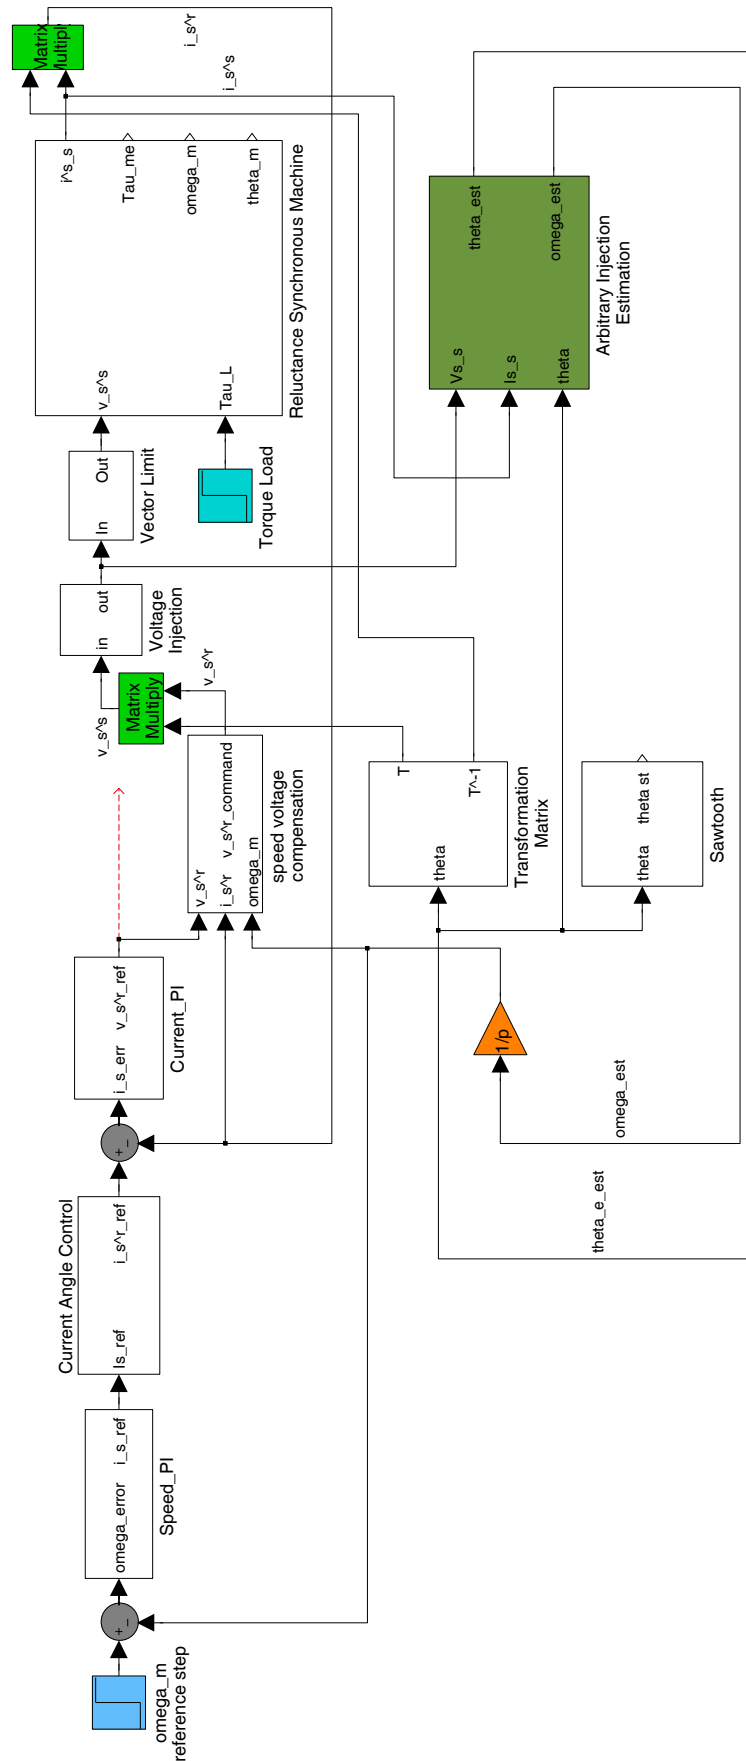 omega_m
reference step
+
-
omega_error
i_s_ref
Speed_PI
Current Angle Control
Is_ref
i_s^r_ref
+
-
i_s_err
v_s^r_ref
Current_PI
v_s^r
i_s^r
v_s^r_command
omega_m
speed voltage
compensation
v_s^r
Matrix
Multiply
v_s^s
in
out
Voltage
Injection
In
Out
Vector Limit
Torque Load
v_s^s
Tau_L
i^s_s
Tau_me
omega_m
theta_m
Reluctance Synchronous Machine
Matrix
Multiply
i_s^r
i_s^s
theta
T
T^-1
Transformation
Matrix
theta
theta st
Sawtooth
1/p
omega_est
theta_e_est
Vs_s
Is_s
theta
theta_est
omega_est
Arbitrary Injection
Estimation